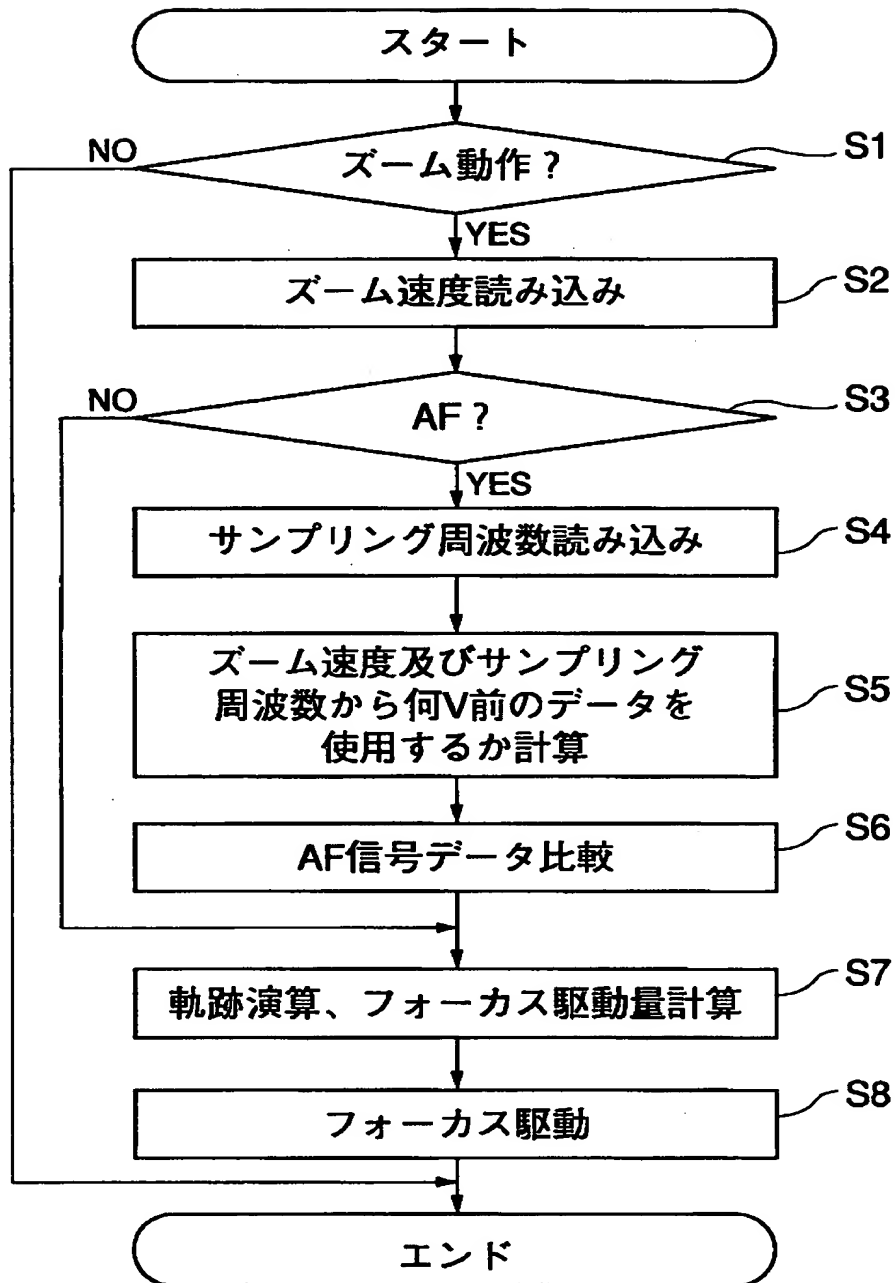 スタート
NO
ズーム動作？
S1
YES
ズーム速度読み込み
S2
NO
AF？
S3
YES
サンプリング周波数読み込み
S4
ズーム速度及びサンプリング
周波数から何V前のデータを
使用するか計算
S5
AF信号データ比較
S6
軌跡演算、フォーカス駆動量計算
S7
フォーカス駆動
S8
エンド